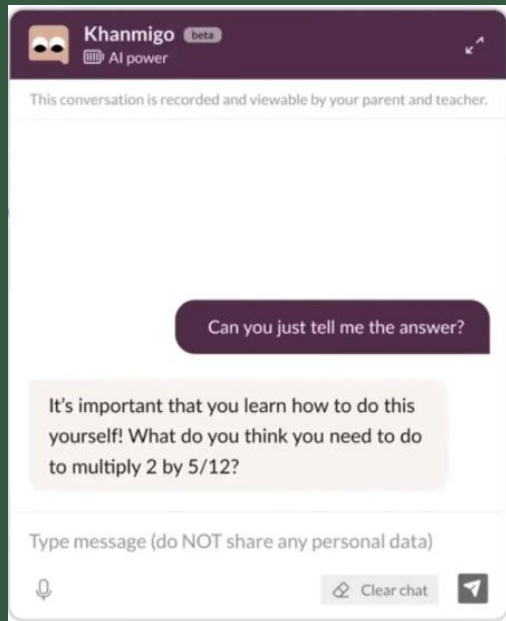 Khanmigo beta
AI power
This conversation is recorded and viewable by your parent and teacher.
Can you just tell me the answer?
It's important that you learn how to do this
yourself! What do you think you need to do
to multiply 2 by 5/12?
Type message (do NOT share any personal data)
Clear chat